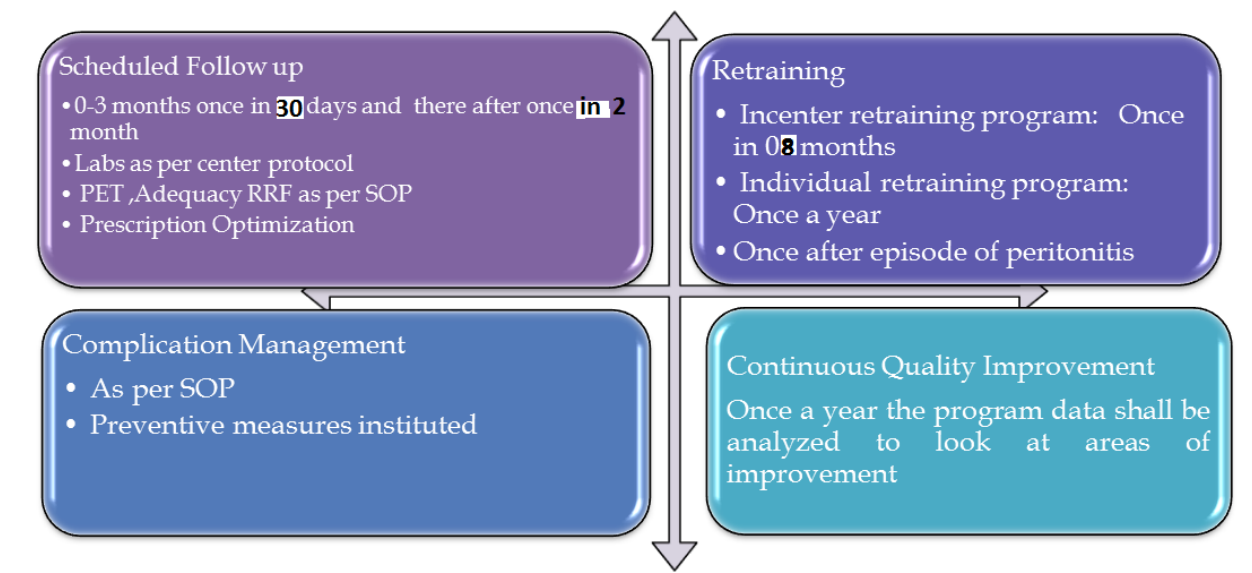 Scheduled Follow up
•0-3 months once in 30 days and there after once in 2
month
•Labs as per center protocol
• PET ,Adequacy RRF as per SOP
• Prescription Optimization
Retraining
• Incenter retraining program: Once
in 08 months
• Individual retraining program:
Once a year
• Once after episode of peritonitis
Complication Management
• As per SOP
• Preventive measures instituted
Continuous Quality Improvement
Once a year the program data shall be
analyzed to look at areas of
improvement